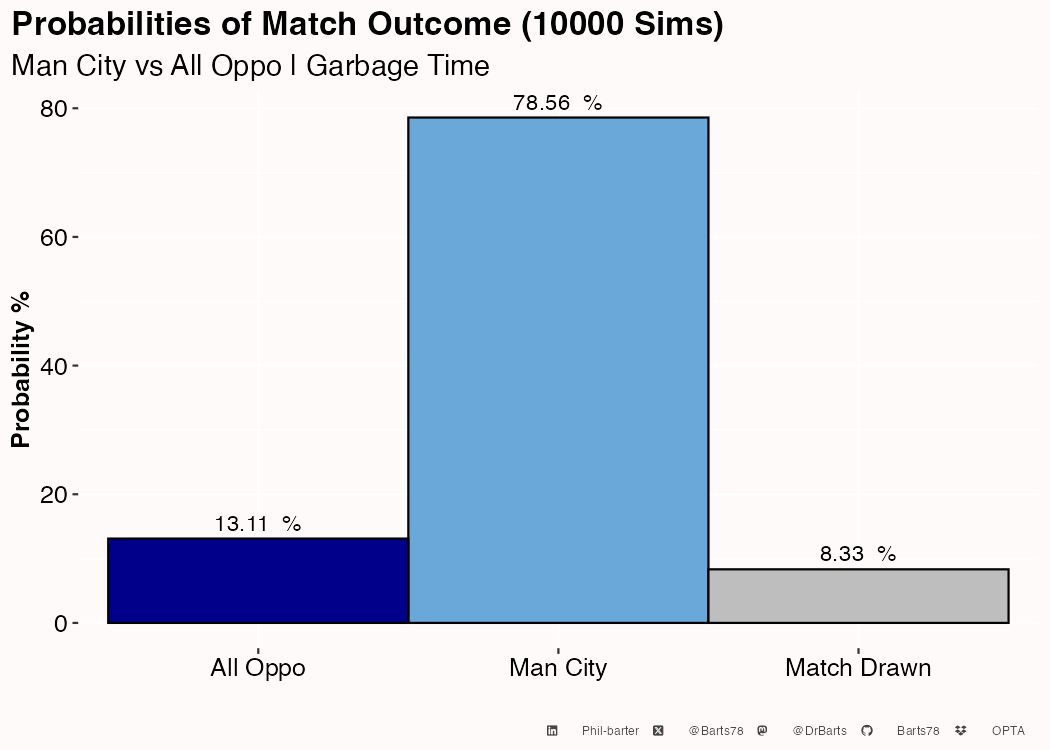 Probabilities of Match Outcome (10000 Sims)
Man City vs All Oppo | Garbage Time
78.56 %
80
60
Probability %
40
20
13.11 %
8.33 %
0
All Oppo Man City Match Drawn
Phil-barter @Barts78 @DrBarts Barts78 OPTA